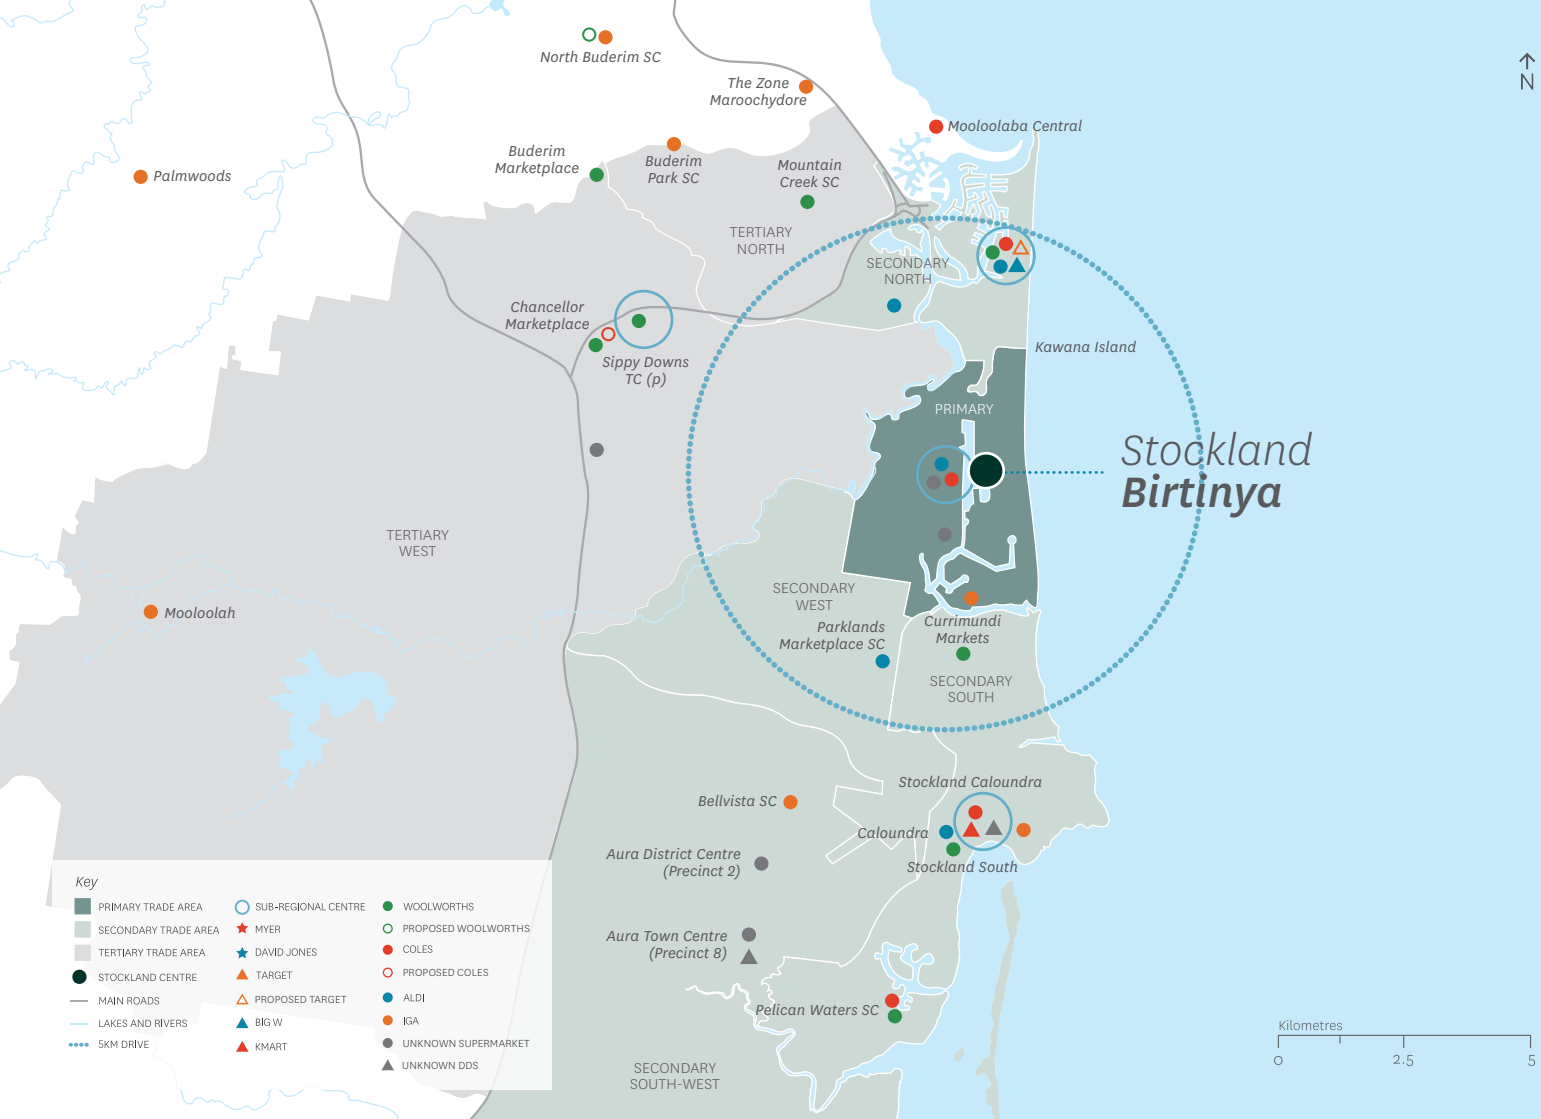 North Buderim SC
The Zone
Maroochydore
N
Mooloolaba Central
Buderim
Marketplace
Buderim
Park SC
Mountain
Creek SC
Palmwoods
TERTIARY
NORTH
SECONDARY
NORTH
Chancellor
Marketplace
Sippy Downs
TC (p)
Kawana Island
PRIMARY
Stockland
Birtinya
TERTIARY
WEST
SECONDARY
WEST
Mooloolah
Parklands
Marketplace SC
Currimundi
Markets
SECONDARY
SOUTH
Stockland Caloundra
Bellvista SC
Caloundra
Stockland South
Aura District Centre
(Precinct 2)
Aura Town Centre
(Precinct 8)
Pelican Waters SC
SECONDARY
SOUTH-WEST
Key
PRIMARY TRADE AREA
SECONDARY TRADE AREA
TERTIARY TRADE AREA
STOCKLAND CENTRE
MAIN ROADS
LAKES AND RIVERS
5KM DRIVE
SUB-REGIONAL CENTRE
MYER
DAVID JONES
TARGET
PROPOSED TARGET
BIG W
KMART
WOOLWORTHS
PROPOSED WOOLWORTHS
COLES
PROPOSED COLES
ALDI
IGA
UNKNOWN SUPERMARKET
UNKNOWN DDS
Kilometres
0 2.5 5